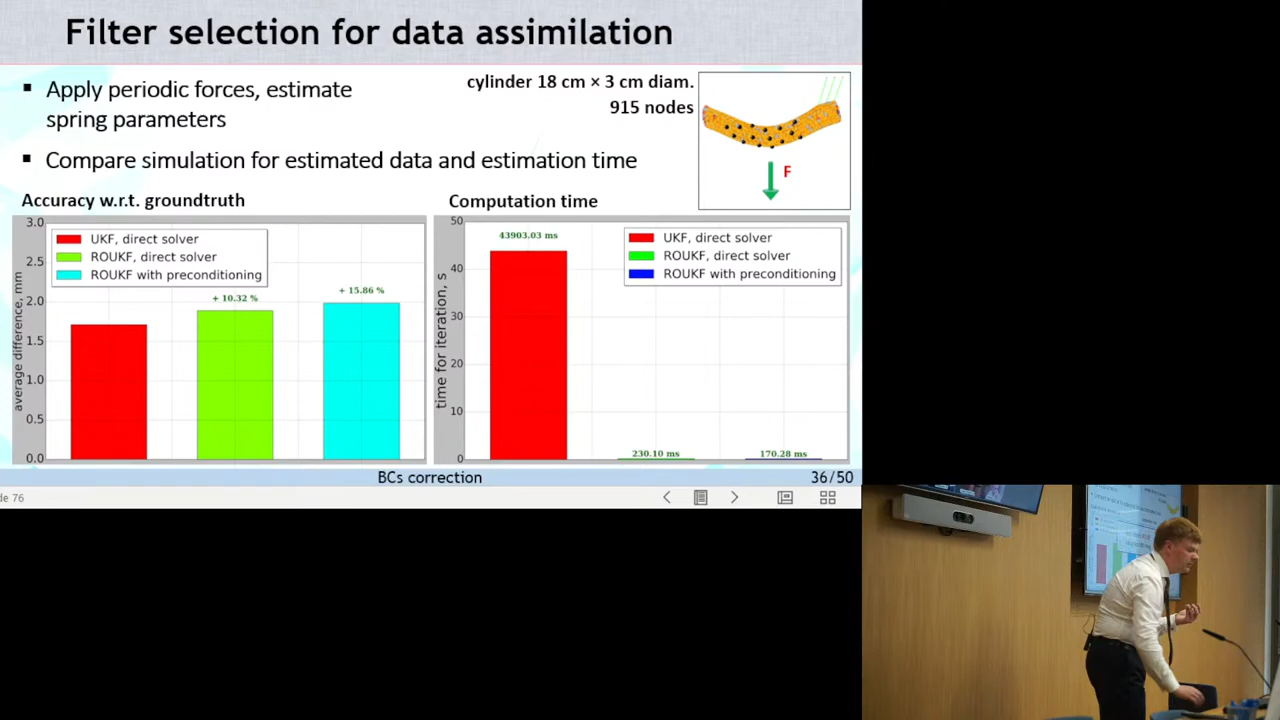 Filter selection for data assimilation
▪ Apply periodic forces, estimate
spring parameters
cylinder 18 cm × 3 cm diam.
915 nodes
F
▪ Compare simulation for estimated data and estimation time
Accuracy w.r.t. groundtruth
average difference, mm
3.0
2.5
2.0
1.5
1.0
0.5
0.0
UKF, direct solver
ROUKF, direct solver
ROUKF with preconditioning
+ 10.32 %
+ 15.86 %
Computation time
time for iteration, s
50
40
30
20
10
0
43903.03 ms
UKF, direct solver
ROUKF, direct solver
ROUKF with preconditioning
230.10 ms
170.28 ms
BCs correction
36/50
de 76